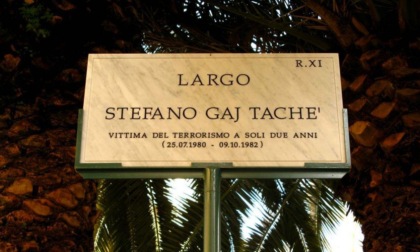 R.XI
LARGO
STEFANO GAJ TACHE'
VITTIMA DEL TERRORISMO A SOLI DUE ANNI
(25.07.1980 - 09.10.1982)